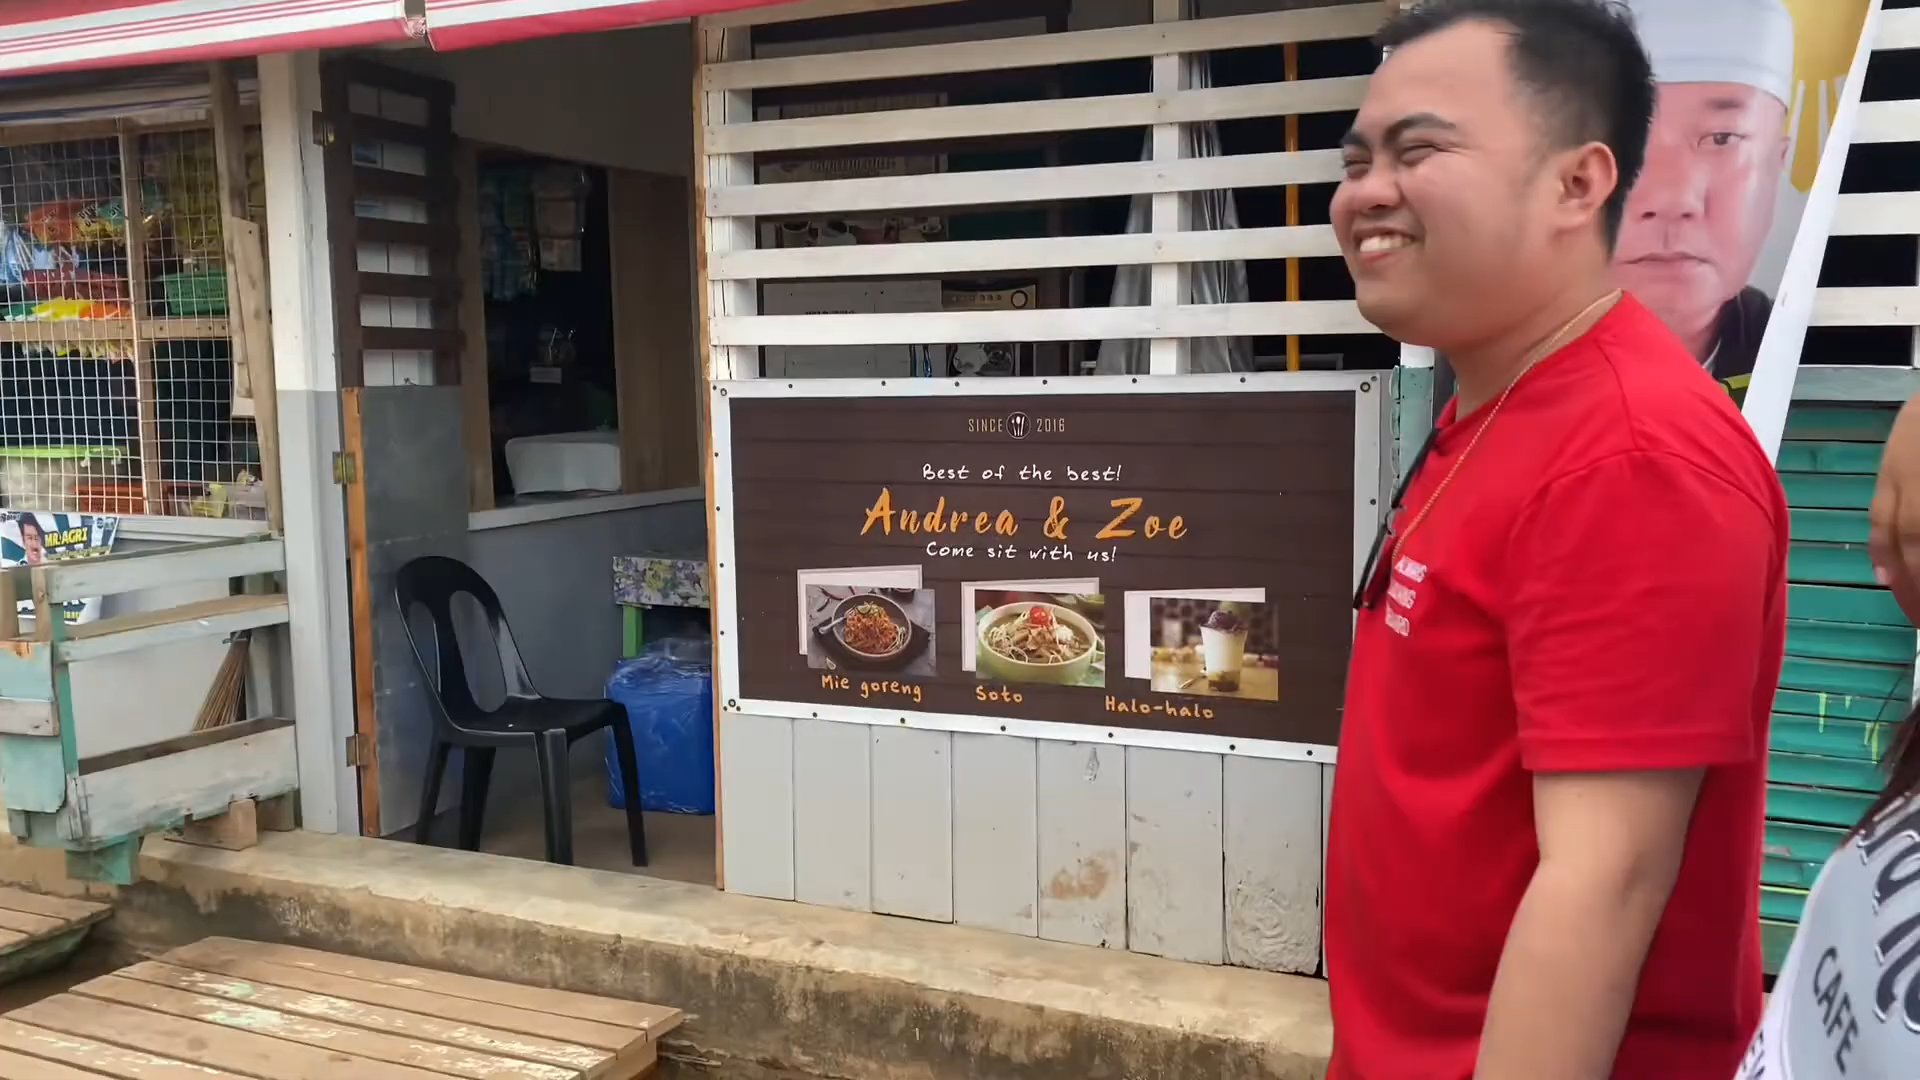 SINCE 2016
Best of the best!
Andrea & Zoe
Come sit with us!
Mie goreng
Soto
Halo-halo
MR. AGRI
CAFE